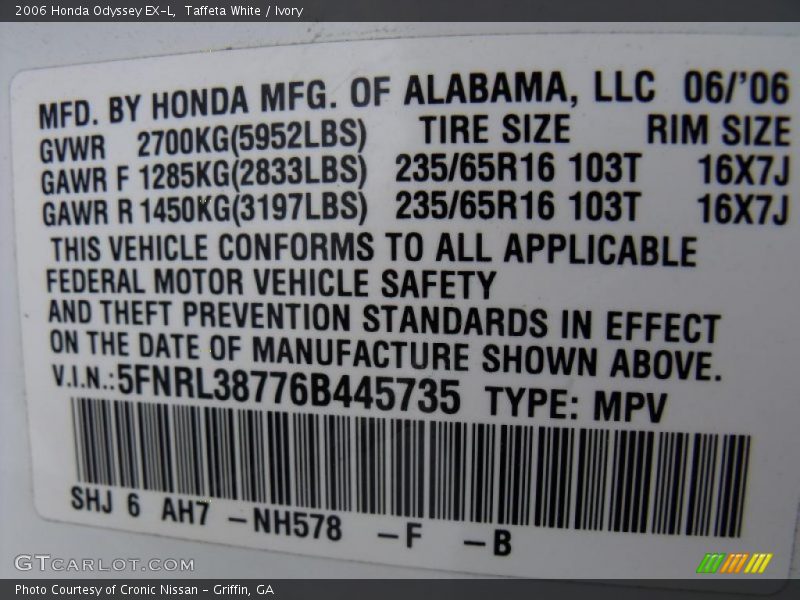 2006 Honda Odyssey EX-L,  Taffeta White / Ivory
MFD. BY HONDA MFG. OF ALABAMA, LLC 06/'06
GVWR 2700KG(5952LBS) TIRE SIZE RIM SIZE
GAWR F 1285KG(2833LBS) 235/65R16 103T 16X7J
GAWR R 1450KG(3197LBS) 235/65R16 103T 16X7J
THIS VEHICLE CONFORMS TO ALL APPLICABLE
FEDERAL MOTOR VEHICLE SAFETY
AND THEFT PREVENTION STANDARDS IN EFFECT
ON THE DATE OF MANUFACTURE SHOWN ABOVE.
V.I.N.:5FNRL38776B445735 TYPE: MPV
SHJ 6 AH7 -NH578 -F -B
GTCARLOT.COM
Photo Courtesy of Cronic Nissan - Griffin, GA